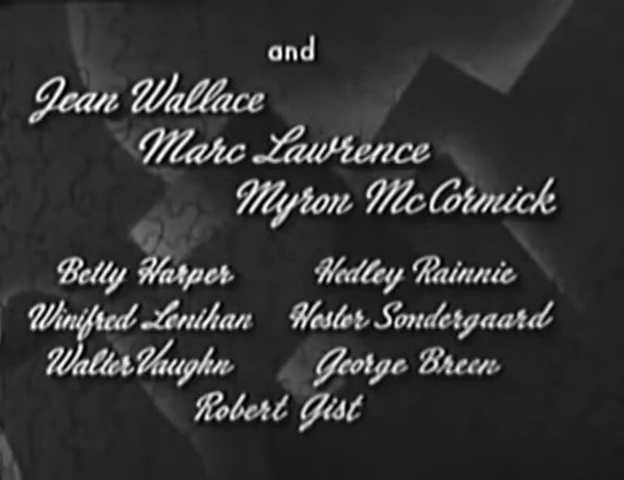 and
Jean Wallace
Marc Lawrence
Myron McCormick
Betty Harper Hedley Rainnie
Winifred Lenihan Hester Sondergaard
Walter Vaughn George Breen
Robert Gist